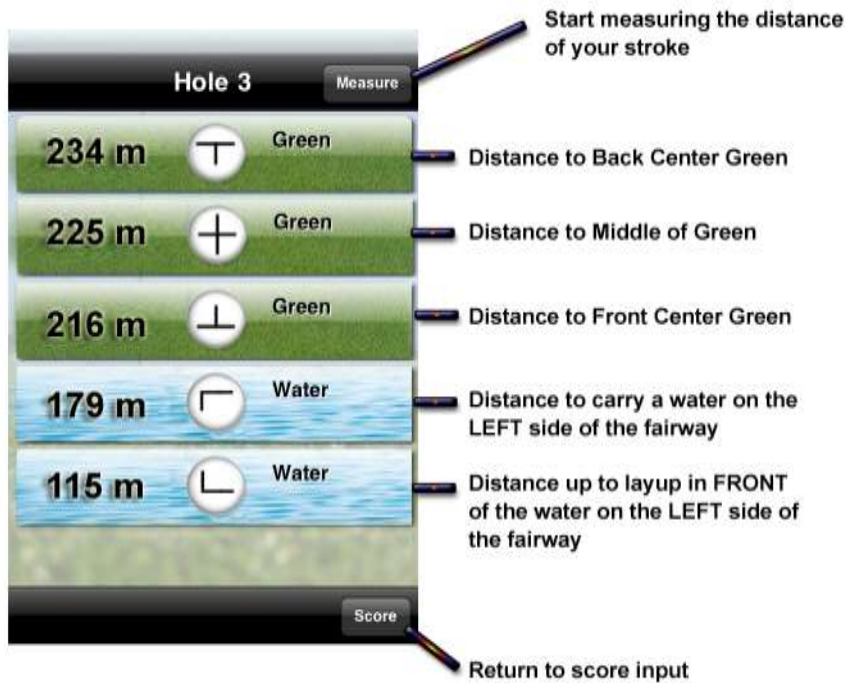 Start measuring the distance
of your stroke
Hole 3
Measure
234 m
Green
Distance to Back Center Green
225 m
Green
Distance to Middle of Green
216 m
Green
Distance to Front Center Green
179 m
Water
Distance to carry a water on the
LEFT side of the fairway
115 m
Water
Distance up to layup in FRONT
of the water on the LEFT side of
the fairway
Score
Return to score input